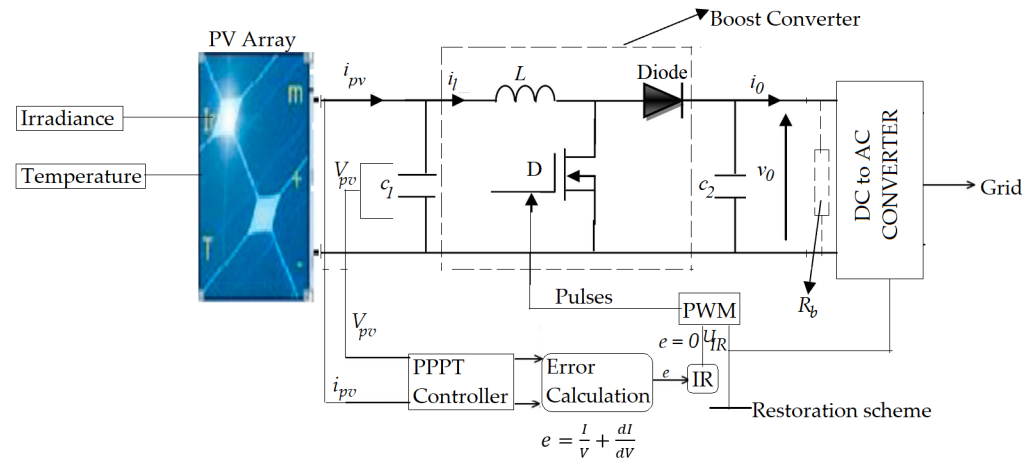 Boost Converter
PV Array
i_pv
i_l
L
Diode
i_0
m
Ir
Irradiance
Temperature
V_pv
c_1
D
c_2
v_0
DC to AC
CONVERTER
Grid
+
T
-
Pulses
PWM
R_b
V_pv
e = 0
U_IR
PPPT
Controller
Error
Calculation
e
IR
i_pv
Restoration scheme
e = I/V + dI/dV